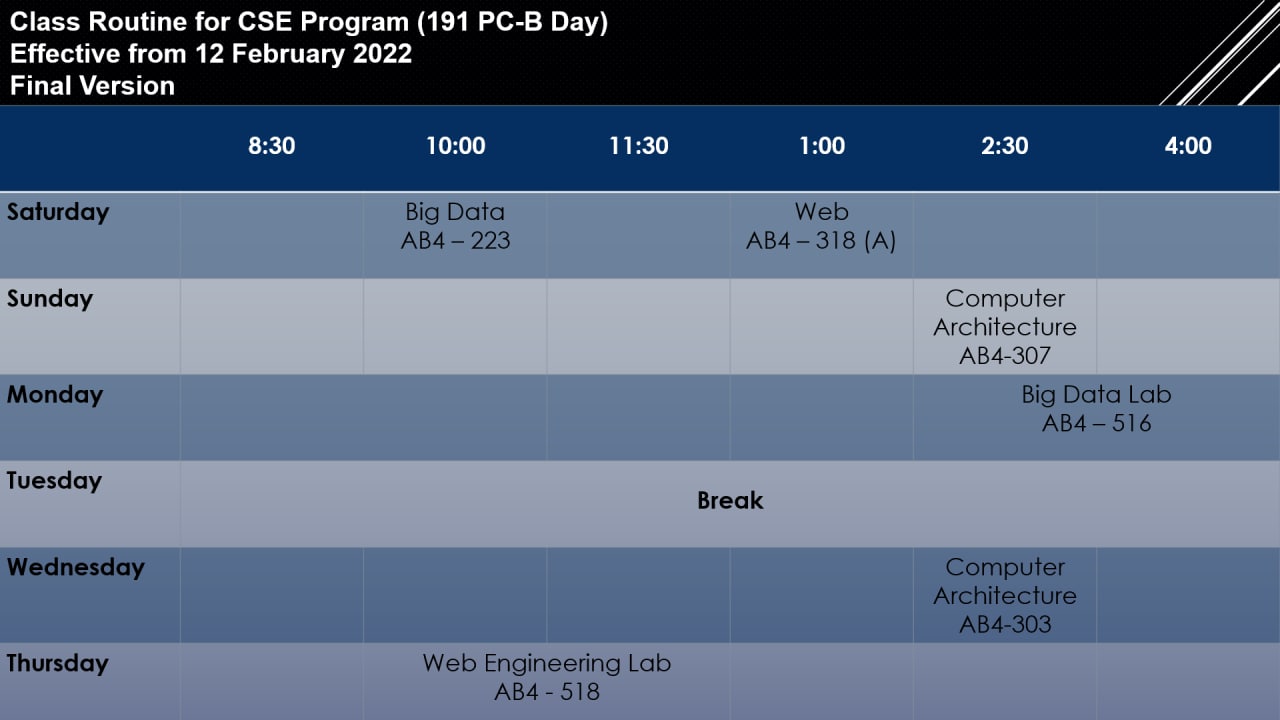 Class Routine for CSE Program (191 PC-B Day)
Effective from 12 February 2022
Final Version
8:30 10:00 11:30 1:00 2:30 4:00
Saturday
Big Data
AB4 – 223
Web
AB4 – 318 (A)
Sunday
Computer
Architecture
AB4-307
Monday
Big Data Lab
AB4 – 516
Tuesday
Break
Wednesday
Computer
Architecture
AB4-303
Thursday
Web Engineering Lab
AB4 - 518